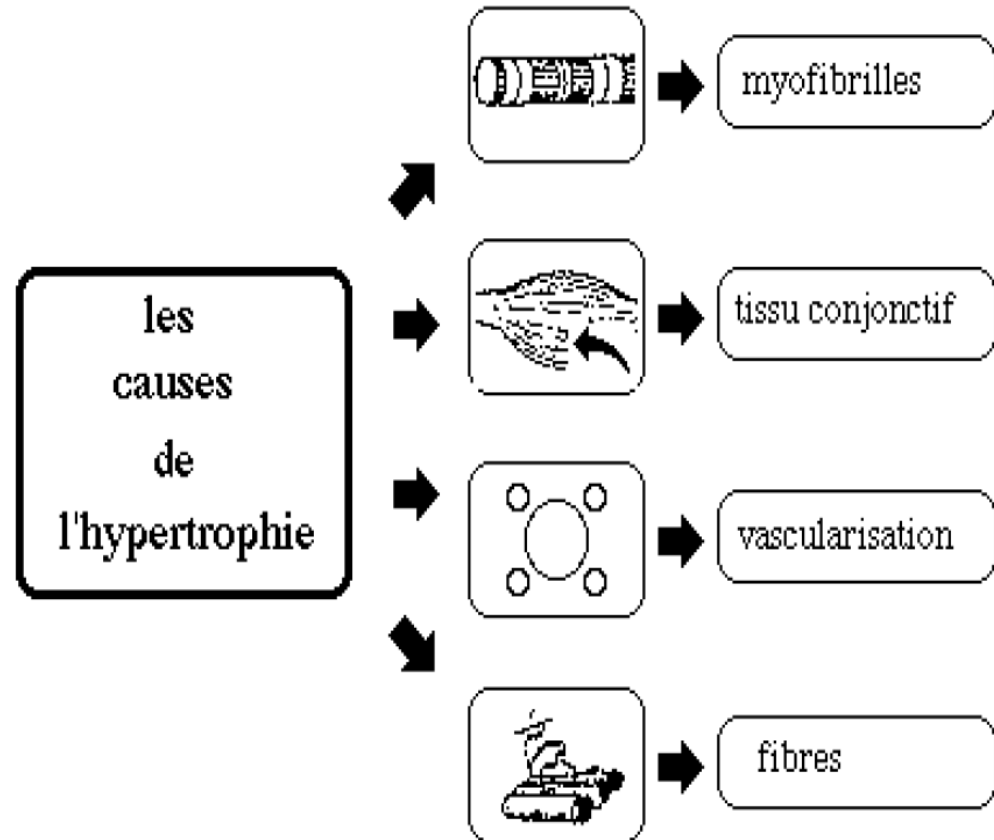 les
causes
de
l'hypertrophie
myofibrilles
tissu conjonctif
vascularisation
fibres